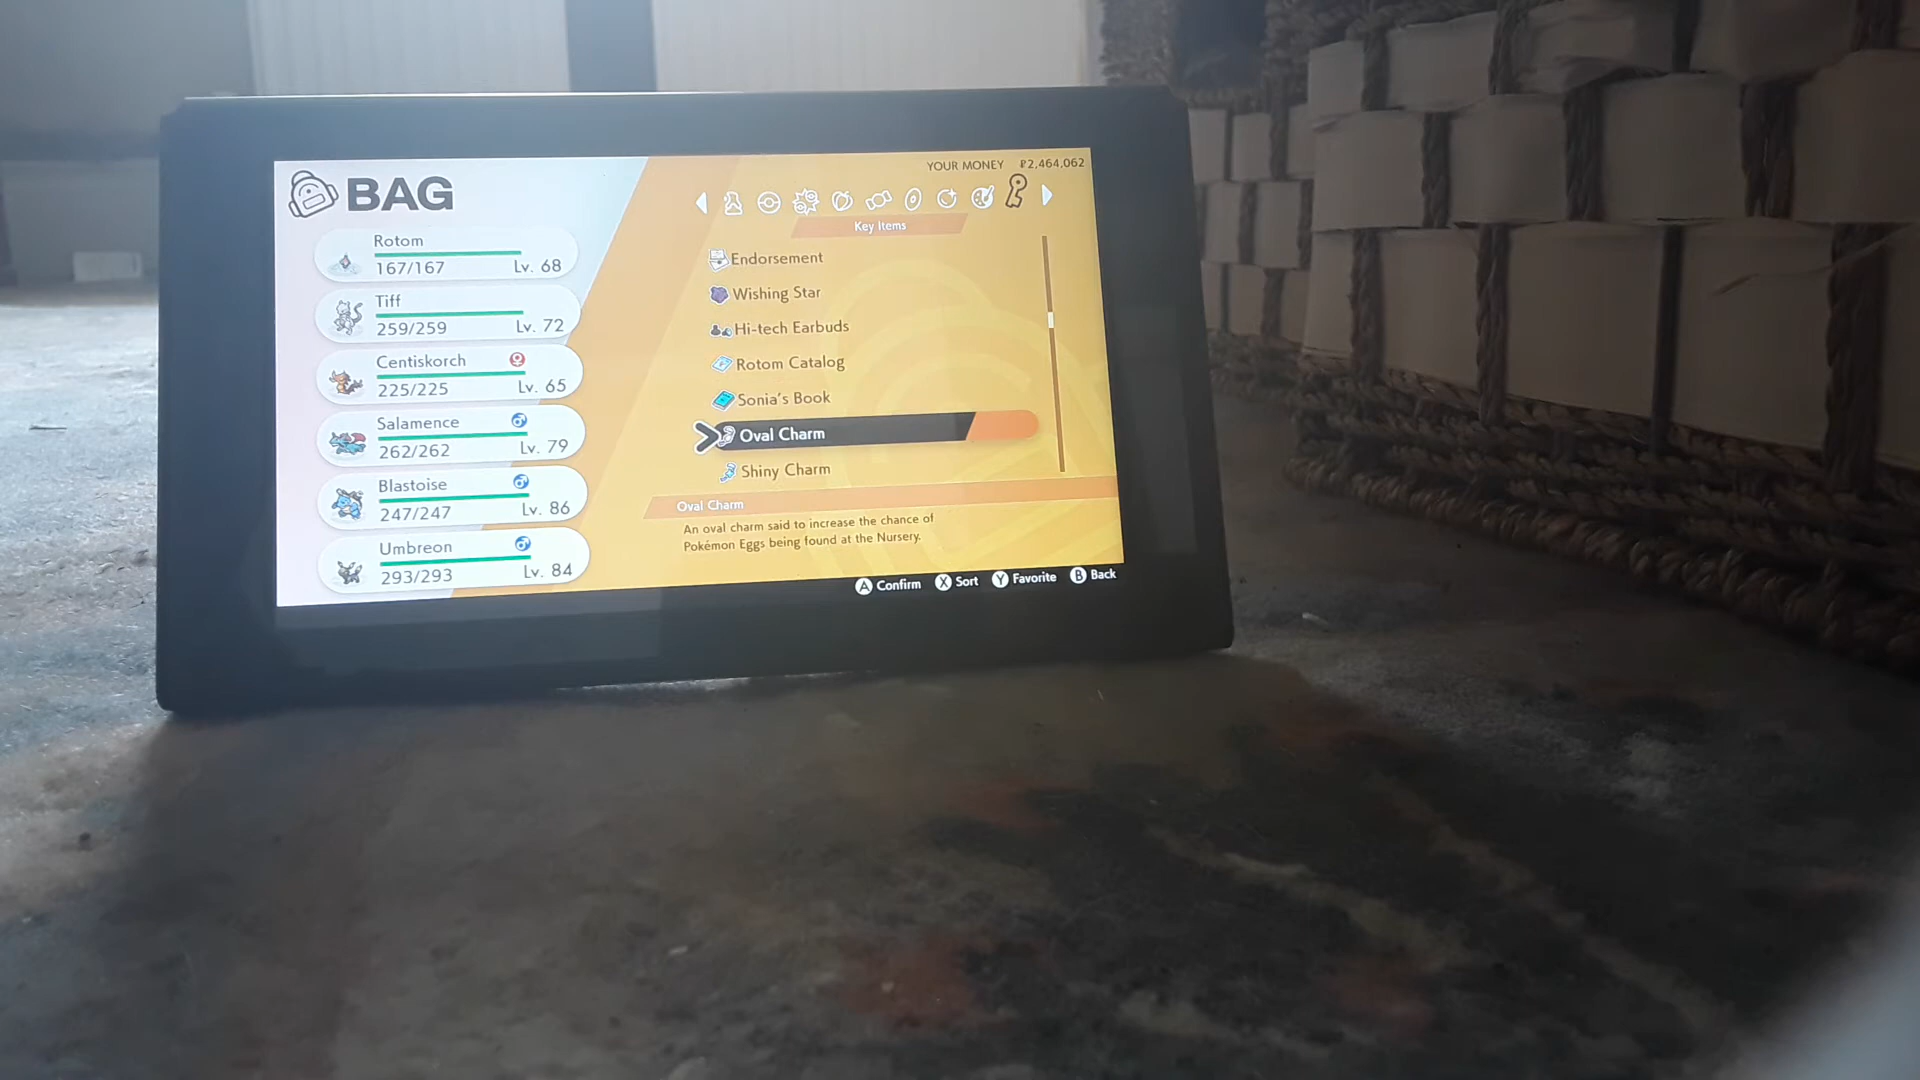 BAG
YOUR MONEY ₽2,464,062
Rotom
167/167 Lv. 68
Tiff
259/259 Lv. 72
Centiskorch
225/225 Lv. 65
Salamence
262/262 Lv. 79
Blastoise
247/247 Lv. 86
Umbreon
293/293 Lv. 84
Key Items
Endorsement
Wishing Star
Hi-tech Earbuds
Rotom Catalog
Sonia's Book
Oval Charm
Shiny Charm
Oval Charm
An oval charm said to increase the chance of
Pokémon Eggs being found at the Nursery.
A Confirm X Sort Y Favorite B Back